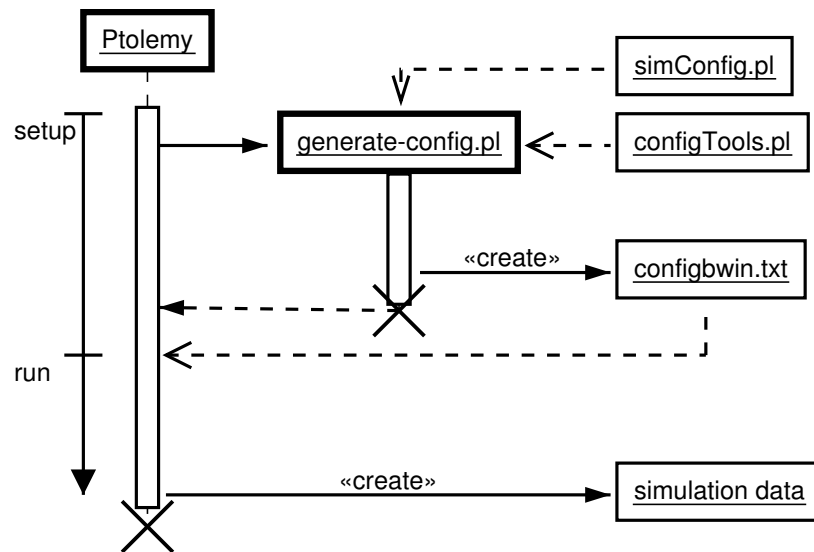 Ptolemy
simConfig.pl
setup
generate-config.pl
configTools.pl
«create»
configbwin.txt
run
«create»
simulation data